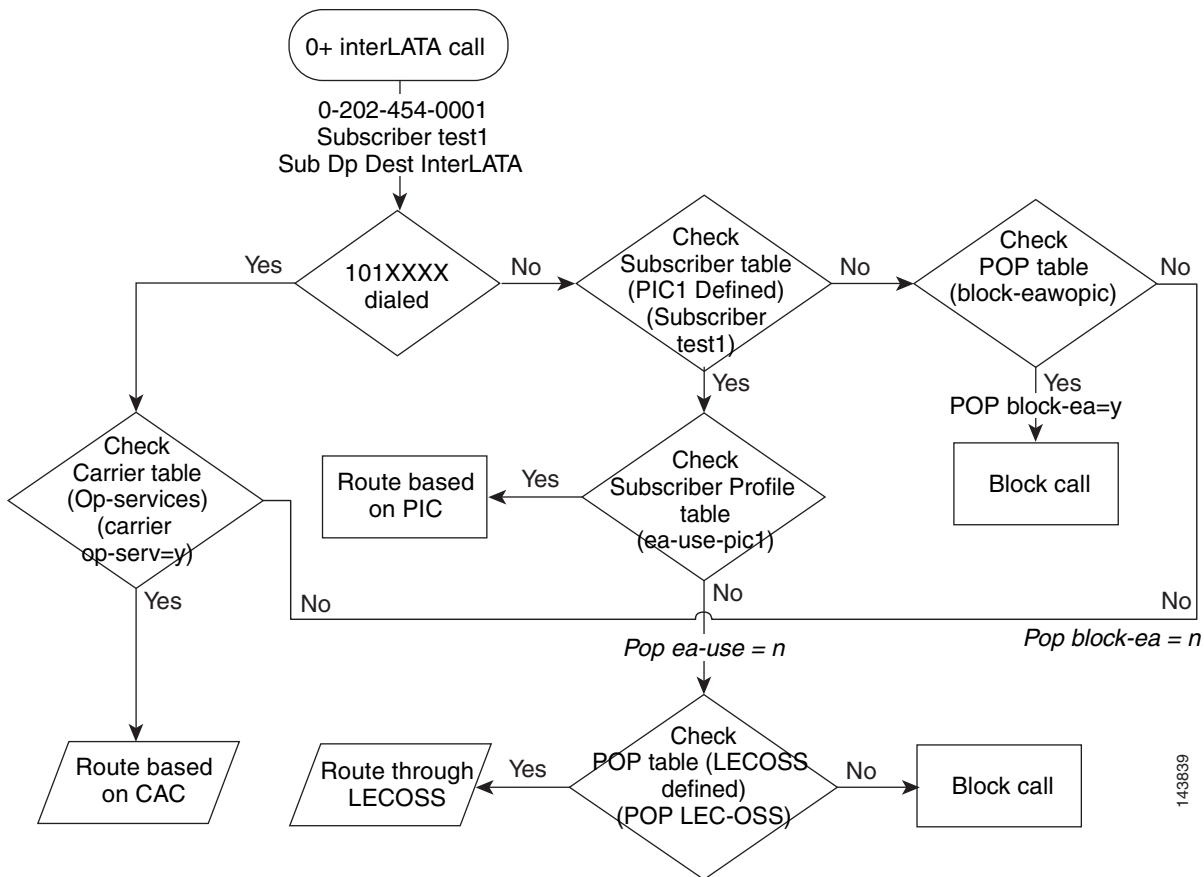 0+ interLATA call
0-202-454-0001
Subscriber test1
Sub Dp Dest InterLATA
101XXXX
dialed
Yes
No
Check
Subscriber table
(PIC1 Defined)
(Subscriber
test1)
No
Yes
Check
POP table
(block-eawopic)
No
Yes
POP block-ea=y
Block call
Check
Carrier table
(Op-services)
(carrier
op-serv=y)
Yes
No
Route based
on PIC
Yes
Check
Subscriber Profile
table
(ea-use-pic1)
No
No
Pop ea-use = n
Pop block-ea = n
Route based
on CAC
Route through
LECOSS
Yes
Check
POP table (LECOSS
defined)
(POP LEC-OSS)
No
Block call
143839